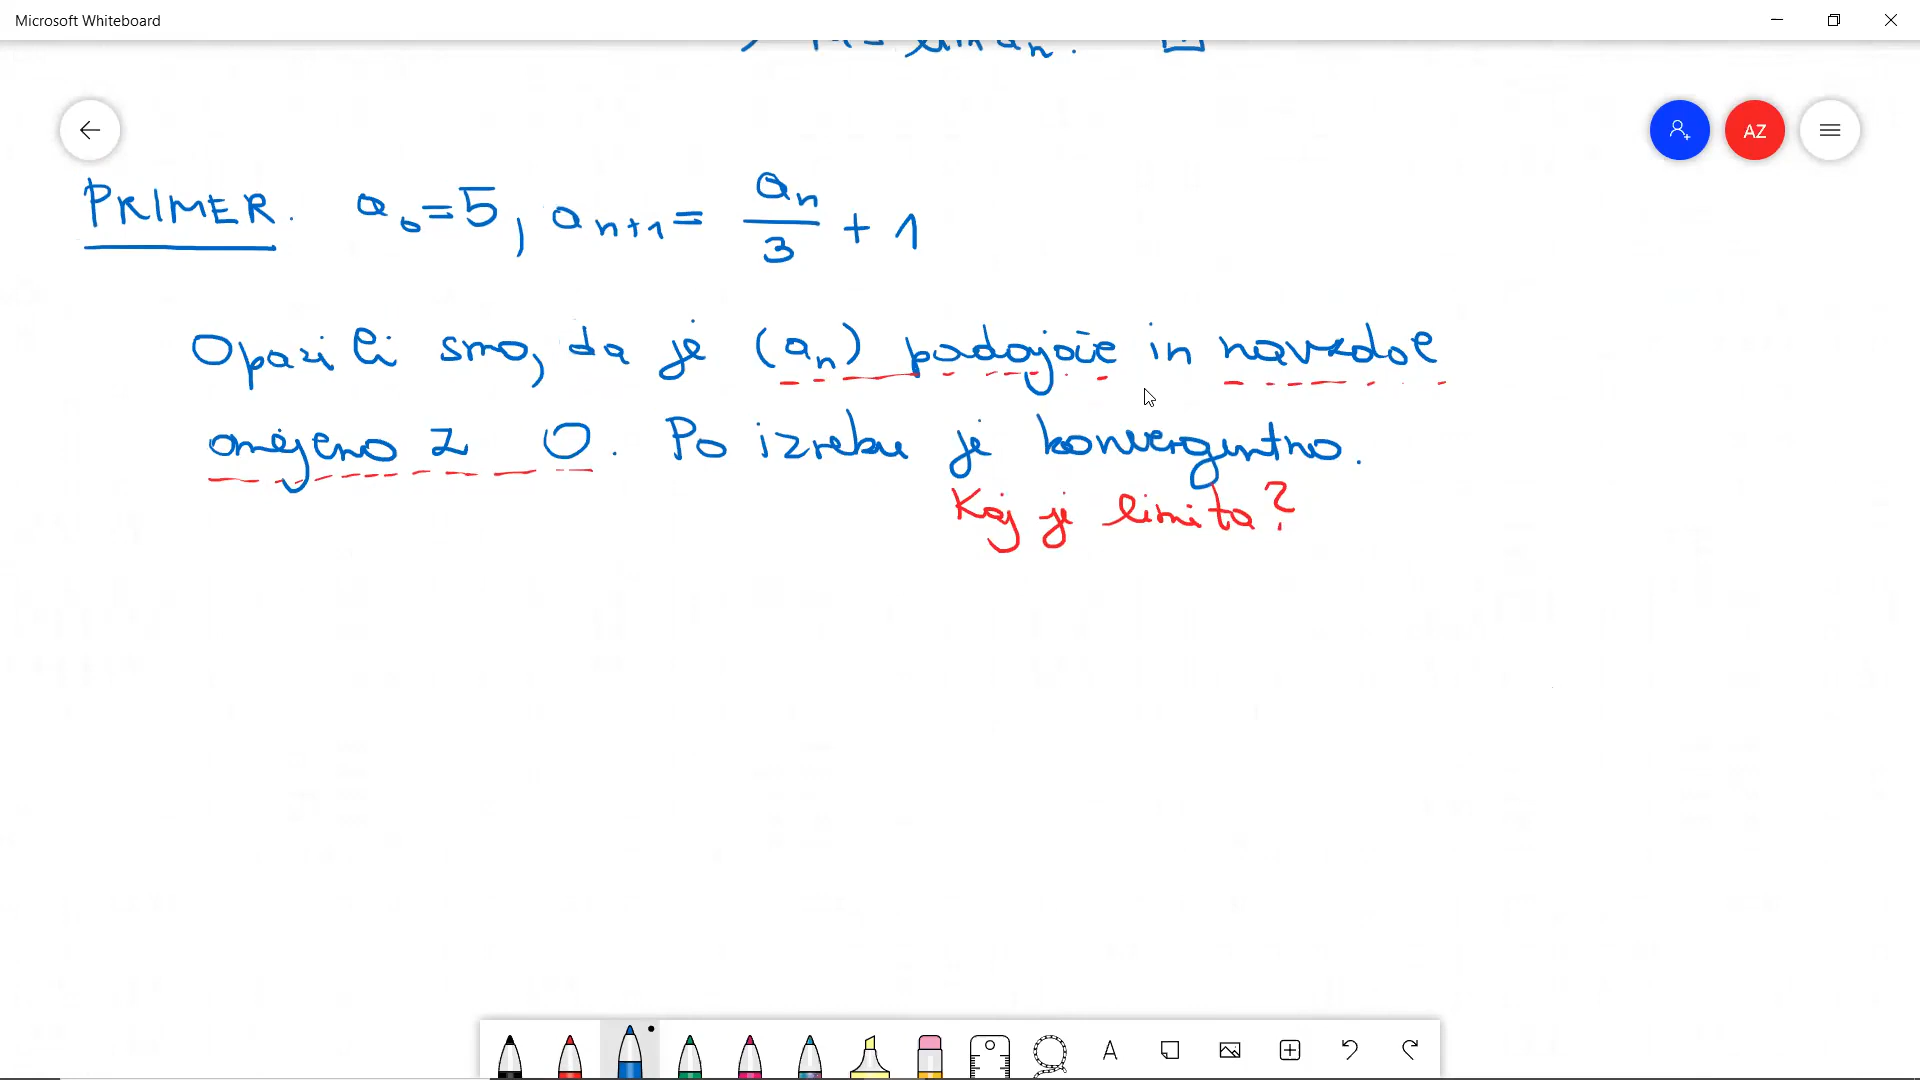 Microsoft Whiteboard
AZ
PRIMER. a₀=5, aₙ₊₁= aₙ/3 + 1
Opazili smo, da je (aₙ) padajoče in navzdol
omejeno z 0. Po izreku je konvergentno.
Kaj je limita?
A